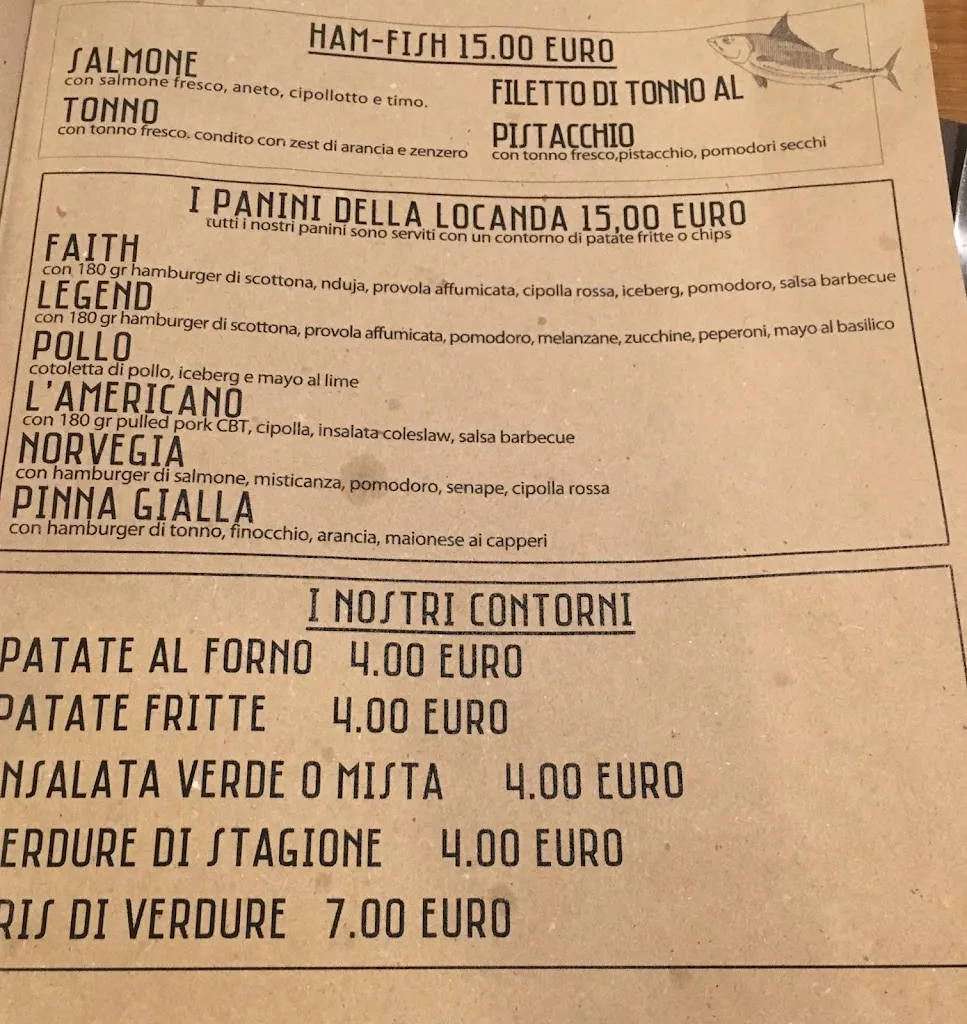 HAM-FISH 15.00 EURO
SALMONE
con salmone fresco, aneto, cipollotto e timo.
TONNO
con tonno fresco. condito con zest di arancia e zenzero
FILETTO DI TONNO AL
PISTACCHIO
con tonno fresco,pistacchio, pomodori secchi
I PANINI DELLA LOCANDA 15,00 EURO
tutti i nostri panini sono serviti con un contorno di patate fritte o chips
FAITH
con 180 gr hamburger di scottona, nduja, provola affumicata, cipolla rossa, iceberg, pomodoro, salsa barbecue
LEGEND
con 180 gr hamburger di scottona, provola affumicata, pomodoro, melanzane, zucchine, peperoni, mayo al basilico
POLLO
cotoletta di pollo, iceberg e mayo al lime
L'AMERICANO
con 180 gr pulled pork CBT, cipolla, insalata coleslaw, salsa barbecue
NORVEGIA
con hamburger di salmone, misticanza, pomodoro, senape, cipolla rossa
PINNA GIALLA
con hamburger di tonno, finocchio, arancia, maionese ai capperi
I NOSTRI CONTORNI
PATATE AL FORNO 4.00 EURO
PATATE FRITTE 4.00 EURO
NSALATA VERDE O MISTA 4.00 EURO
ERDURE DI STAGIONE 4.00 EURO
RIS DI VERDURE 7.00 EURO